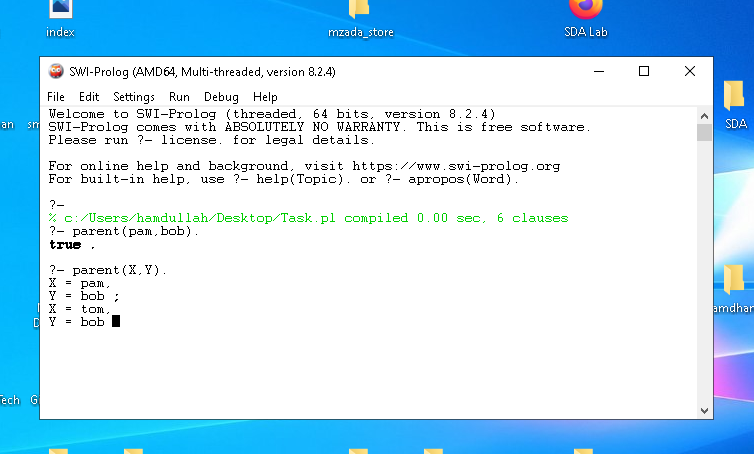 index
mzada_store
SDA Lab
SWI-Prolog (AMD64, Multi-threaded, version 8.2.4)
File Edit Settings Run Debug Help
Welcome to SWI-Prolog (threaded, 64 bits, version 8.2.4)
SWI-Prolog comes with ABSOLUTELY NO WARRANTY. This is free software.
Please run ?- license. for legal details.
For online help and background, visit https://www.swi-prolog.org
For built-in help, use ?- help(Topic). or ?- apropos(Word).
?-
% c:/Users/hamdullah/Desktop/Task.pl compiled 0.00 sec, 6 clauses
?- parent(pam,bob).
true .
?- parent(X,Y).
X = pam,
Y = bob ;
X = tom,
Y = bob
an
sm
SDA
amdhan
D
Tech
G